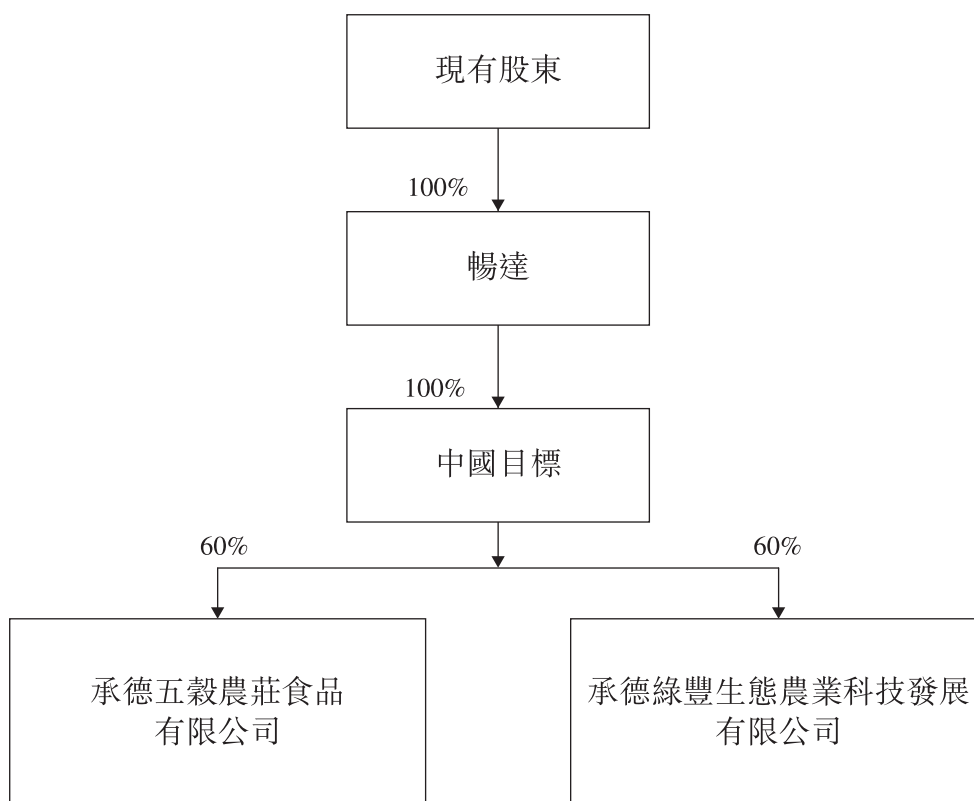 現有股東
100%
暢達
100%
中國目標
60%
60%
承德五穀農莊食品
有限公司
承德綠豐生態農業科技發展
有限公司